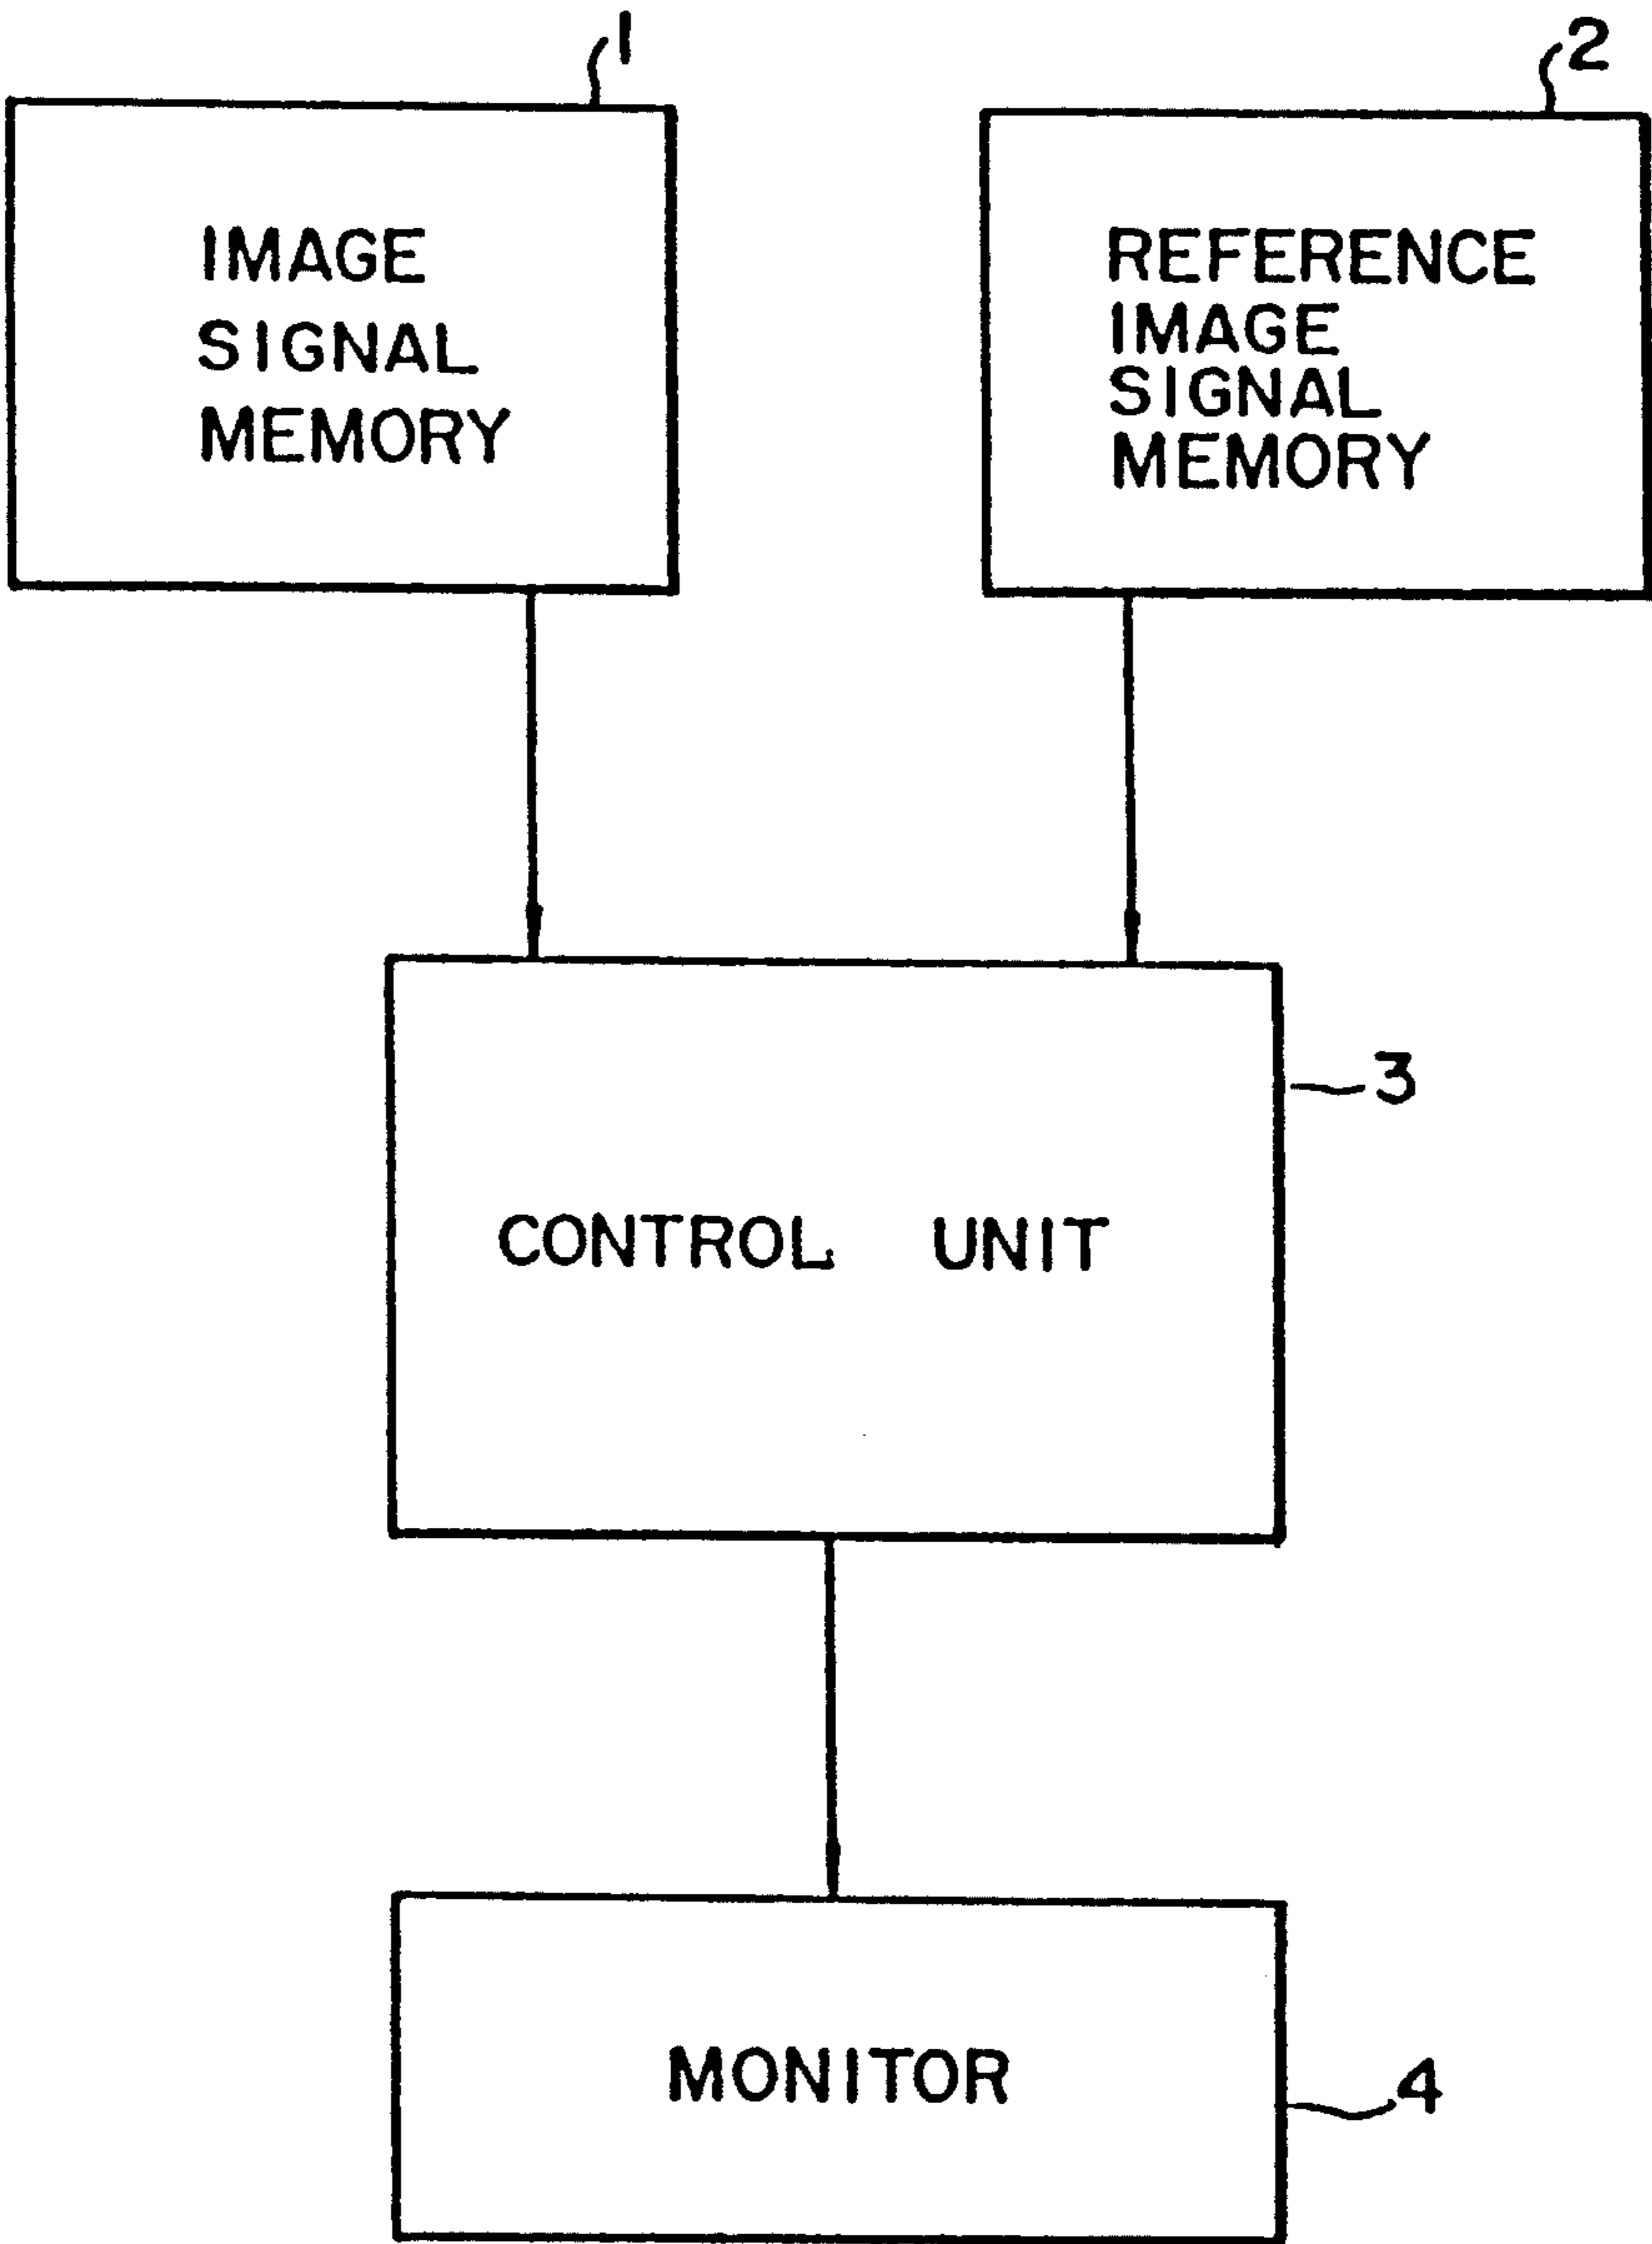 1
IMAGE
SIGNAL
MEMORY
2
REFERENCE
IMAGE
SIGNAL
MEMORY
3
CONTROL UNIT
MONITOR
4